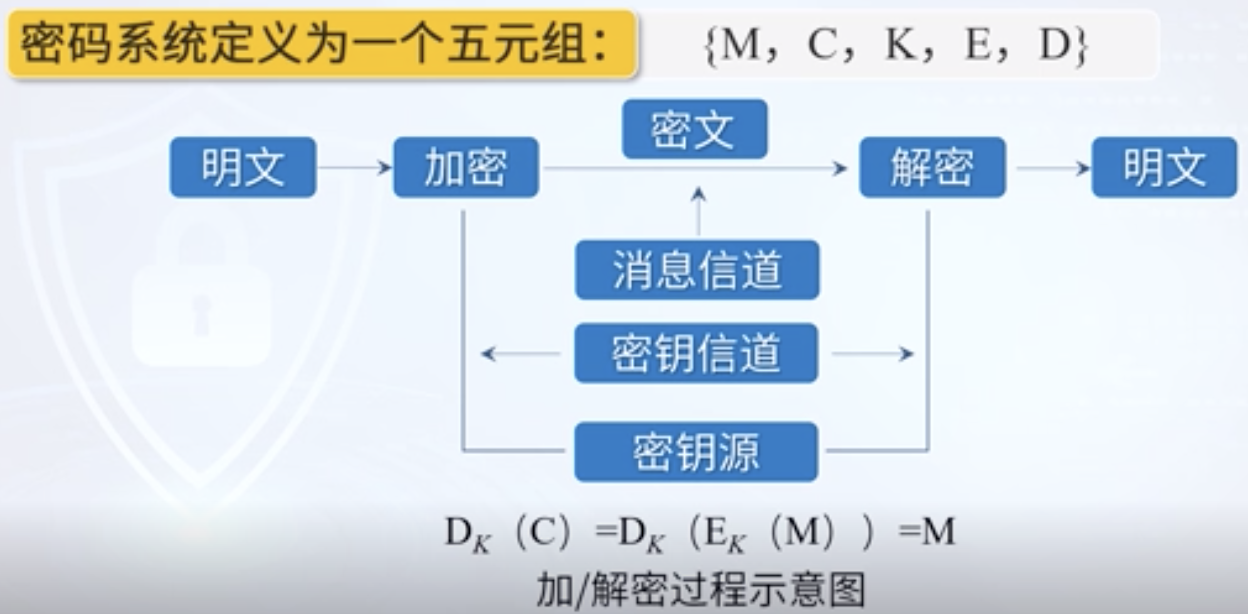 密码系统定义为一个五元组： {M，C，K，E，D}
密文
明文 加密 解密 明文
消息信道
密钥信道
密钥源
D_K（C）=D_K（E_K（M））=M
加/解密过程示意图